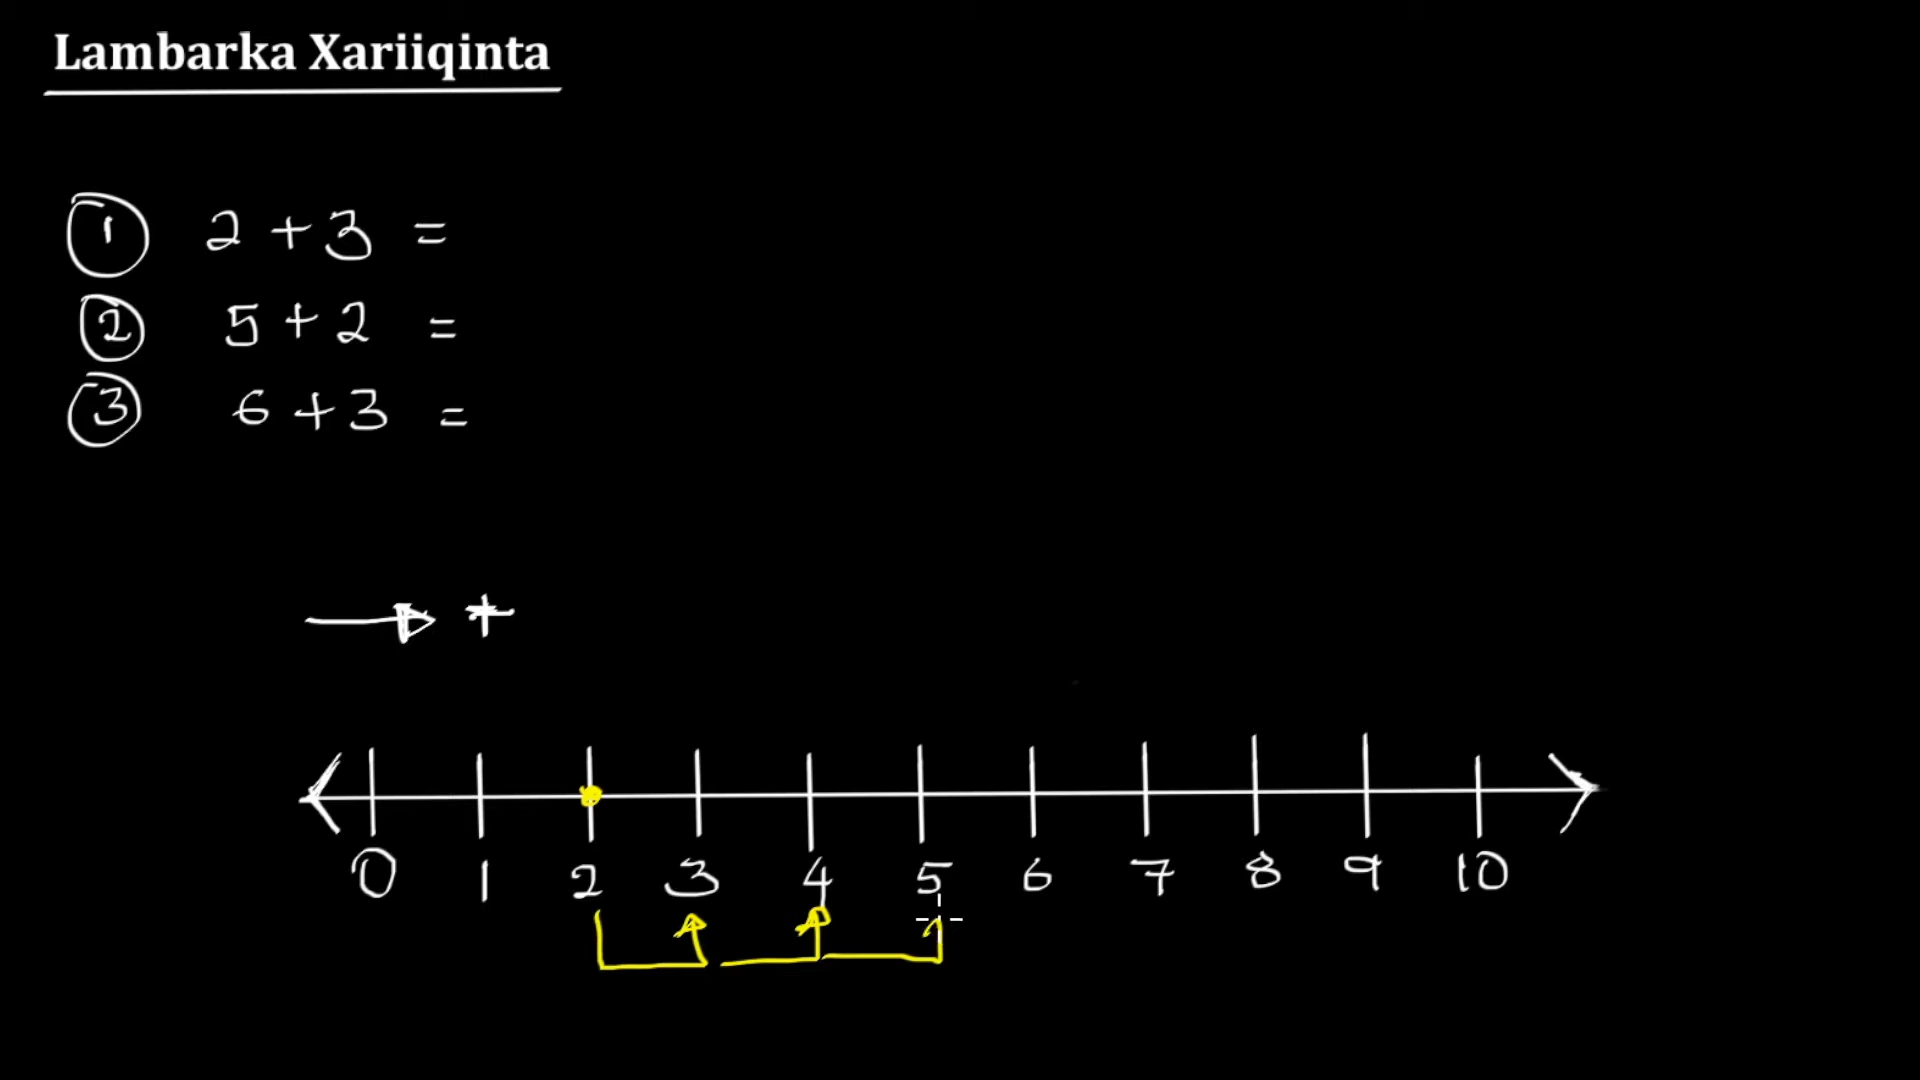 Lambarka Xariiqinta
① 2 + 3 =
② 5 + 2 =
③ 6 + 3 =
+
0 1 2 3 4 5 6 7 8 9 10